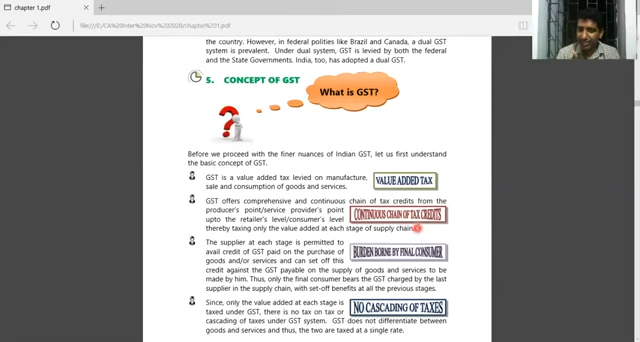 chapter 1.pdf
file:///E:/CA%20Inter%20Nov%202020/chapter%201.pdf
the country. However, in federal polities like Brazil and Canada, a dual GST
system is prevalent. Under dual system, GST is levied by both the federal
and the State Governments. India, too, has adopted a dual GST.
5. CONCEPT OF GST
What is GST?
Before we proceed with the finer nuances of Indian GST, let us first understand
the basic concept of GST.
GST is a value added tax levied on manufacture,
sale and consumption of goods and services.
VALUE ADDED TAX
GST offers comprehensive and continuous chain of tax credits from the
producer's point/service provider's point
upto the retailer's level/consumer's level
thereby taxing only the value added at each stage of supply chain.
CONTINUOUS CHAIN OF TAX CREDITS
The supplier at each stage is permitted to
avail credit of GST paid on the purchase of
goods and/or services and can set off this
credit against the GST payable on the supply of goods and services to be
made by him. Thus, only the final consumer bears the GST charged by the last
supplier in the supply chain, with set-off benefits at all the previous stages.
BURDEN BORNE BY FINAL CONSUMER
Since, only the value added at each stage is
taxed under GST, there is no tax on tax or
cascading of taxes under GST system. GST does not differentiate between
goods and services and thus, the two are taxed at a single rate.
NO CASCADING OF TAXES